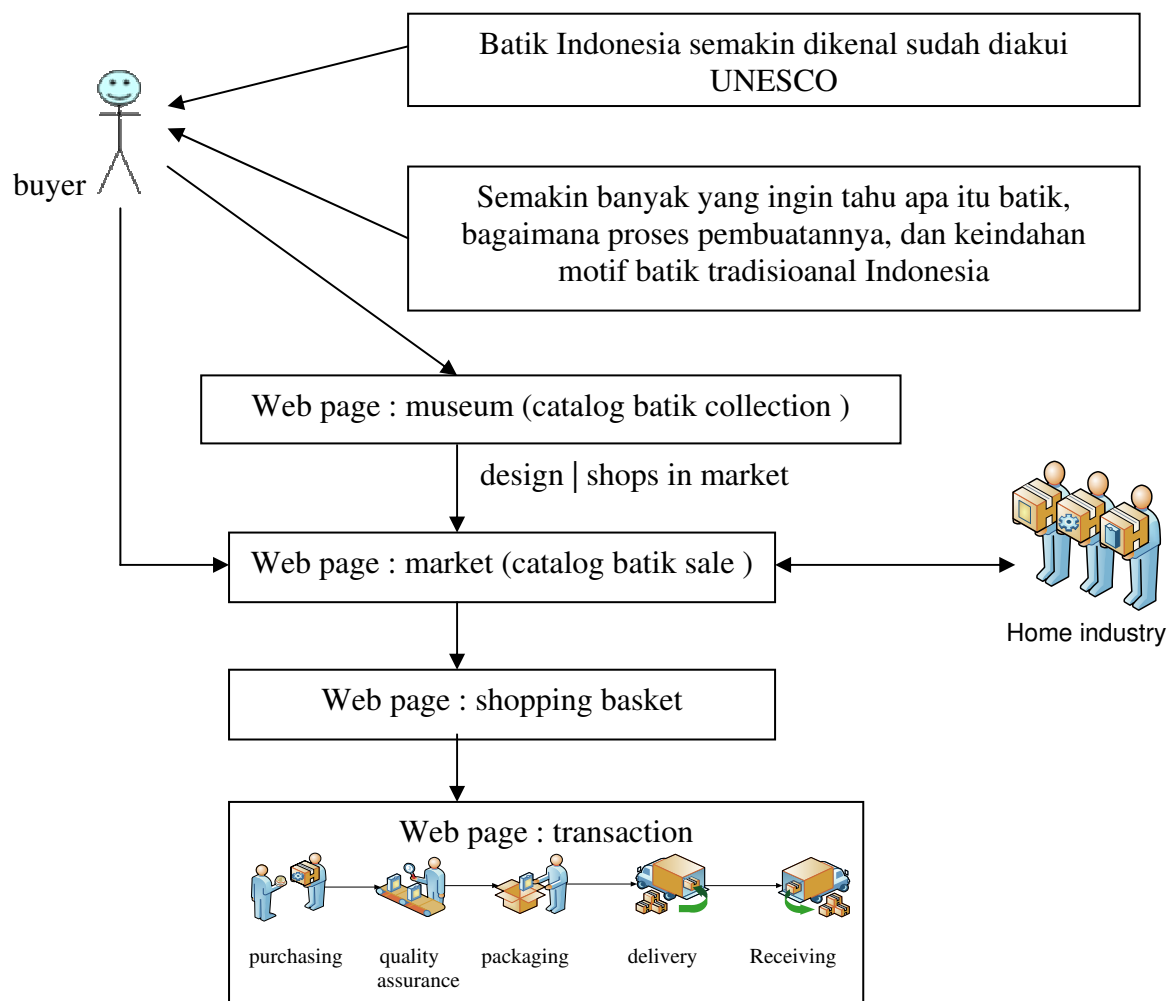 Batik Indonesia semakin dikenal sudah diakui
UNESCO
buyer
Semakin banyak yang ingin tahu apa itu batik,
bagaimana proses pembuatannya, dan keindahan
motif batik tradisioanal Indonesia
Web page : museum (catalog batik collection )
design | shops in market
Web page : market (catalog batik sale )
Home industry
Web page : shopping basket
Web page : transaction
purchasing
quality
assurance
packaging
delivery
Receiving